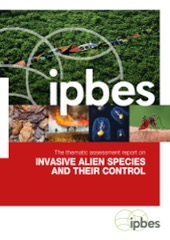 ipbes
The thematic assessment report on
INVASIVE ALIEN SPECIES
AND THEIR CONTROL
ipbes